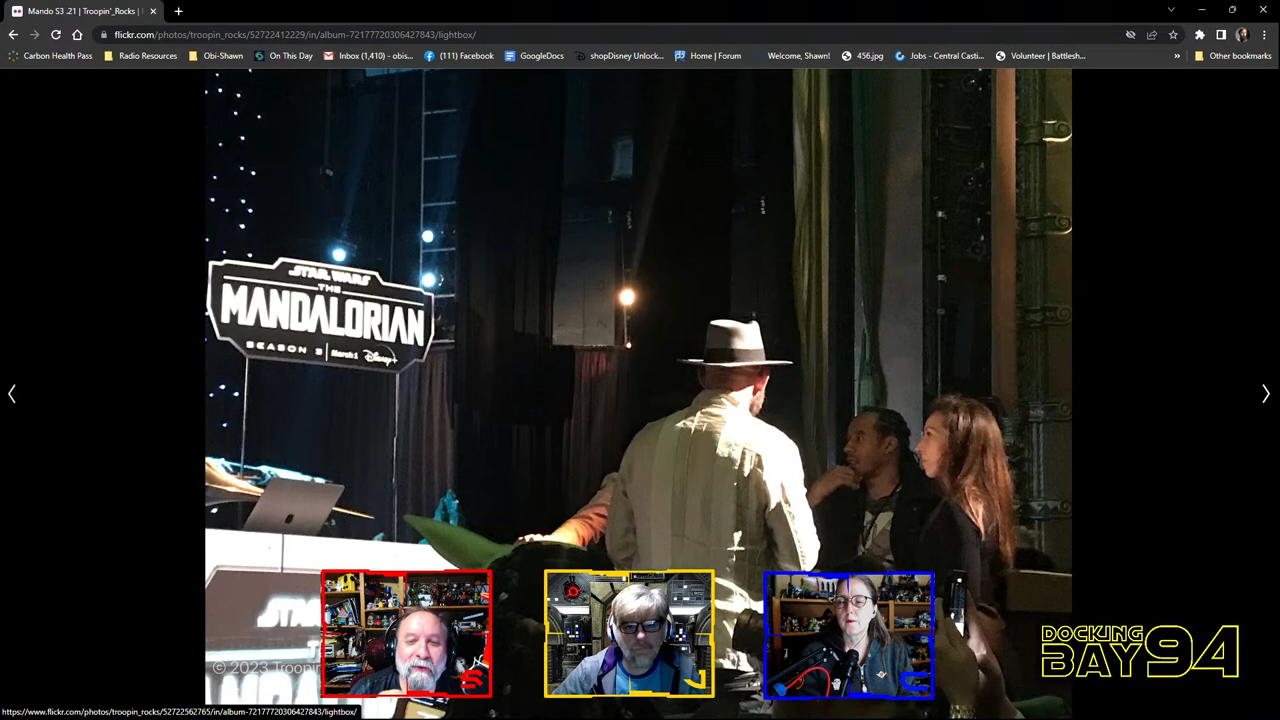 Mando S3 .21 | Troopin'_Rocks |
flickr.com/photos/troopin_rocks/52722412229/in/album-72177720306427843/lightbox/
Carbon Health Pass
Radio Resources
Obi-Shawn
On This Day
Inbox (1,410) - obis...
(111) Facebook
GoogleDocs
shopDisney Unlock...
Home | Forum
Welcome, Shawn!
456.jpg
Jobs - Central Casti...
Volunteer | Battlesh...
»
Other bookmarks
STAR WARS
THE
MANDALORIAN
SEASON 3 | March 1 Disney+
STAR
© 2023 Troopin
S
J
DOCKING
BAY 94
https://www.flickr.com/photos/troopin_rocks/52722562765/in/album-72177720306427843/lightbox/